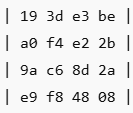 | 19 3d e3 be |
| a0 f4 e2 2b |
| 9a c6 8d 2a |
| e9 f8 48 08 |